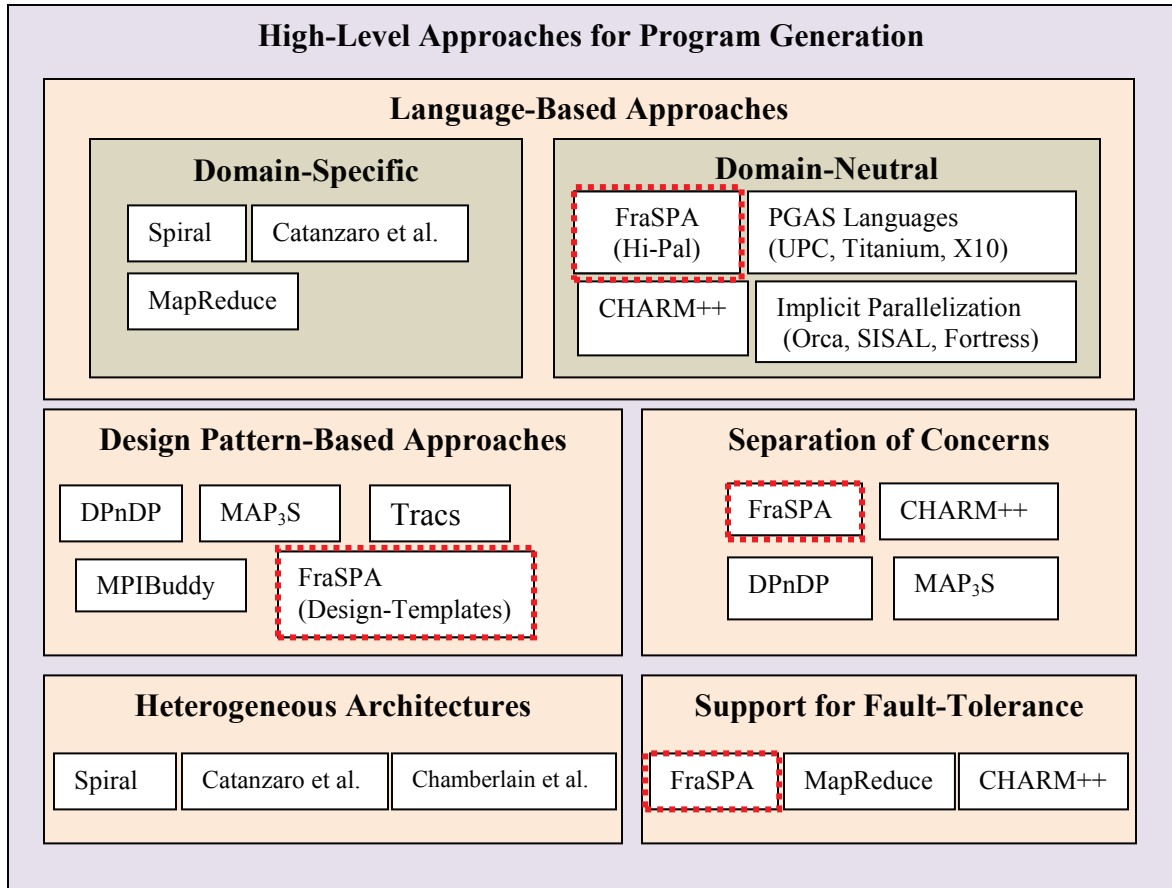 High-Level Approaches for Program Generation
Language-Based Approaches
Domain-Specific
Spiral
Catanzaro et al.
MapReduce
Domain-Neutral
FraSPA
(Hi-Pal)
PGAS Languages
(UPC, Titanium, X10)
CHARM++
Implicit Parallelization
(Orca, SISAL, Fortress)
Design Pattern-Based Approaches
DPnDP
MAP₃S
Tracs
MPIBuddy
FraSPA
(Design-Templates)
Separation of Concerns
FraSPA
CHARM++
DPnDP
MAP₃S
Heterogeneous Architectures
Spiral
Catanzaro et al.
Chamberlain et al.
Support for Fault-Tolerance
FraSPA
MapReduce
CHARM++